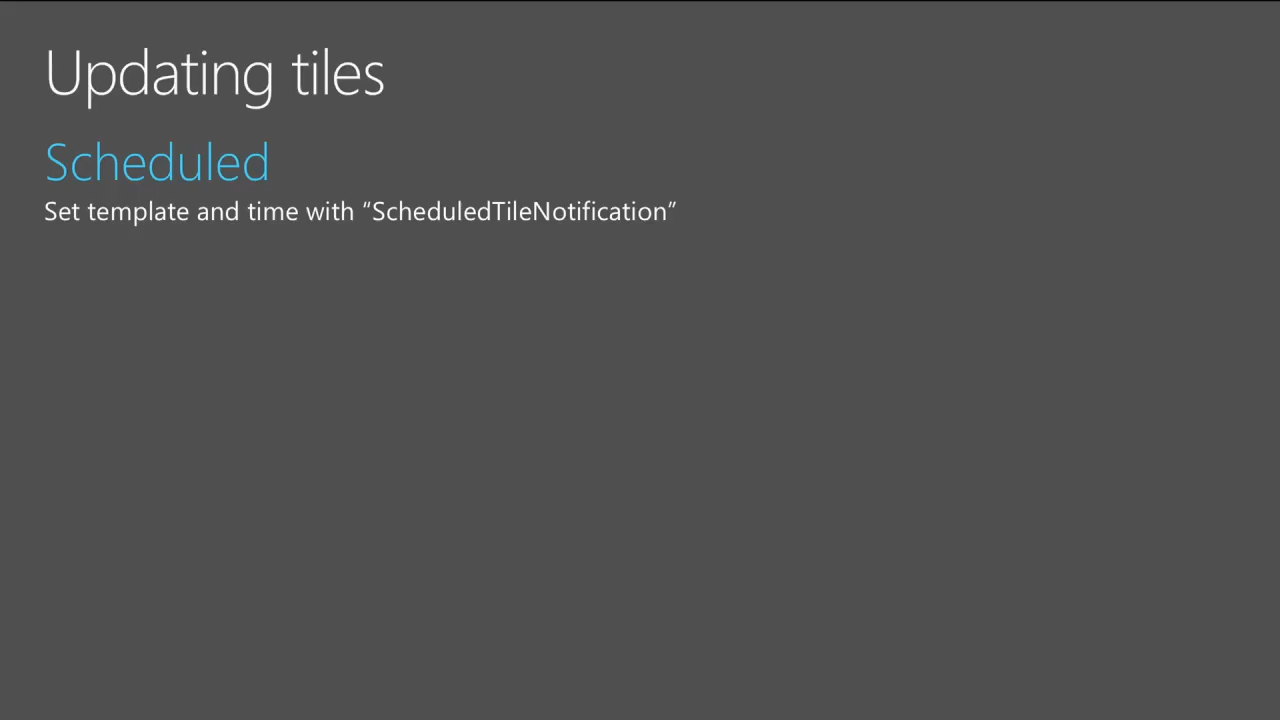 Updating tiles
Scheduled
Set template and time with “ScheduledTileNotification”